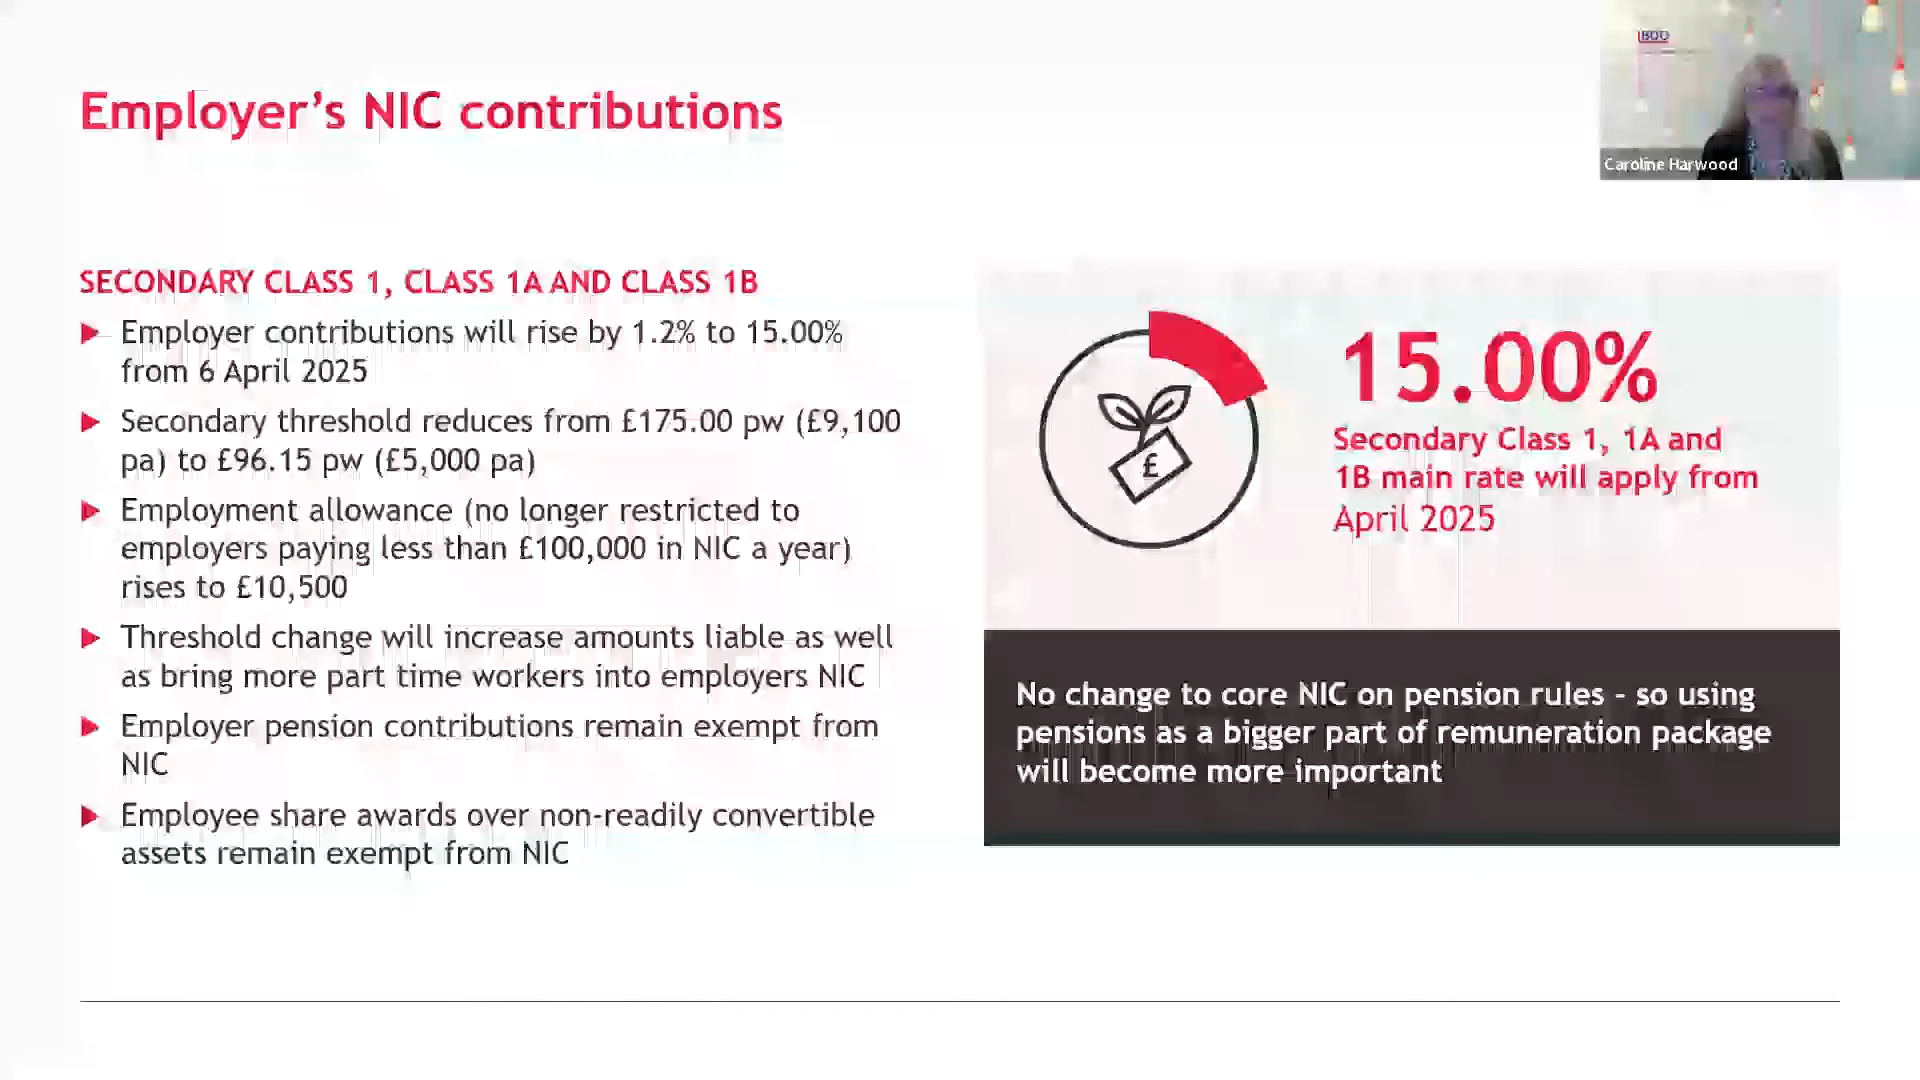 Employer’s NIC contributions
BDO
Caroline Harwood
SECONDARY CLASS 1, CLASS 1A AND CLASS 1B
Employer contributions will rise by 1.2% to 15.00%
from 6 April 2025
Secondary threshold reduces from £175.00 pw (£9,100
pa) to £96.15 pw (£5,000 pa)
Employment allowance (no longer restricted to
employers paying less than £100,000 in NIC a year)
rises to £10,500
Threshold change will increase amounts liable as well
as bring more part time workers into employers NIC
Employer pension contributions remain exempt from
NIC
Employee share awards over non-readily convertible
assets remain exempt from NIC
£
15.00%
Secondary Class 1, 1A and
1B main rate will apply from
April 2025
No change to core NIC on pension rules - so using
pensions as a bigger part of remuneration package
will become more important